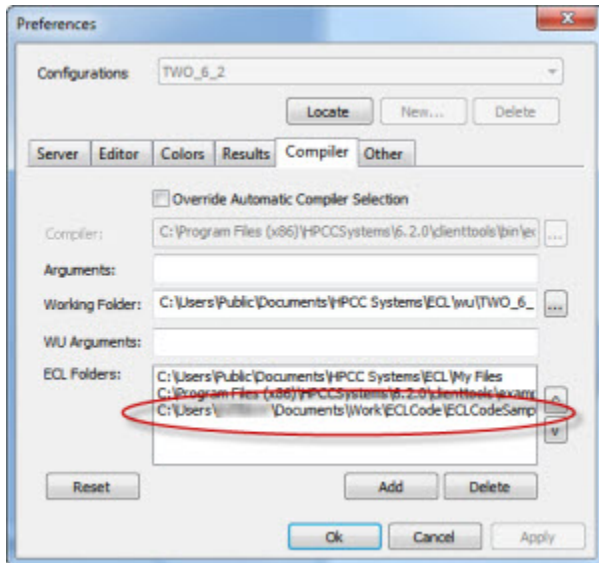 Preferences
Configurations TWO_6_2
Locate New... Delete
Server Editor Colors Results Compiler Other
Override Automatic Compiler Selection
Compiler: C:\Program Files (x86)\HPCCSystems\6.2.0\clienttools\bin\ec ...
Arguments:
Working Folder: C:\Users\Public\Documents\HPCC Systems\ECL\wu\TWO_6_ ...
WU Arguments:
ECL Folders: C:\Users\Public\Documents\HPCC Systems\ECL\My Files
C:\Program Files (x86)\HPCCSystems\6.2.0\clienttools\examp
C:\Users\ \Documents\Work\ECLCode\ECLCodeSamp
Reset Add Delete
Ok Cancel Apply